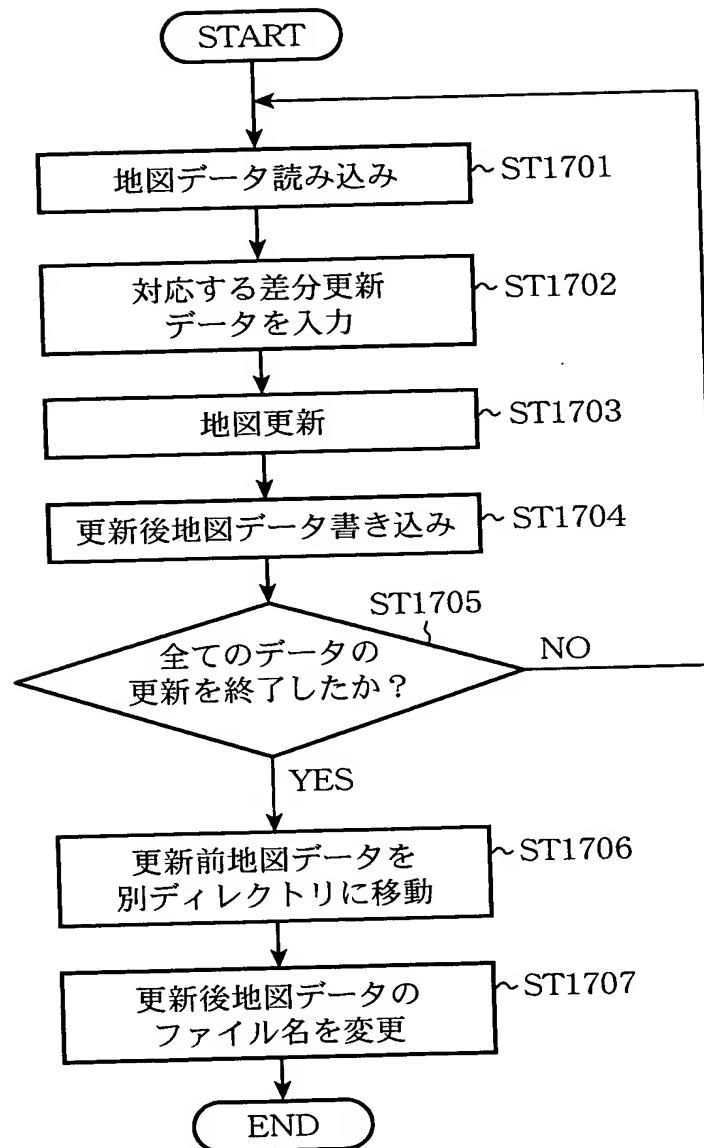 START
地図データ読み込み
~ST1701
対応する差分更新
データを入力
~ST1702
地図更新
~ST1703
更新後地図データ書き込み
~ST1704
ST1705
全てのデータの
更新を終了したか？
NO
YES
更新前地図データを
別ディレクトリに移動
~ST1706
更新後地図データの
ファイル名を変更
~ST1707
END